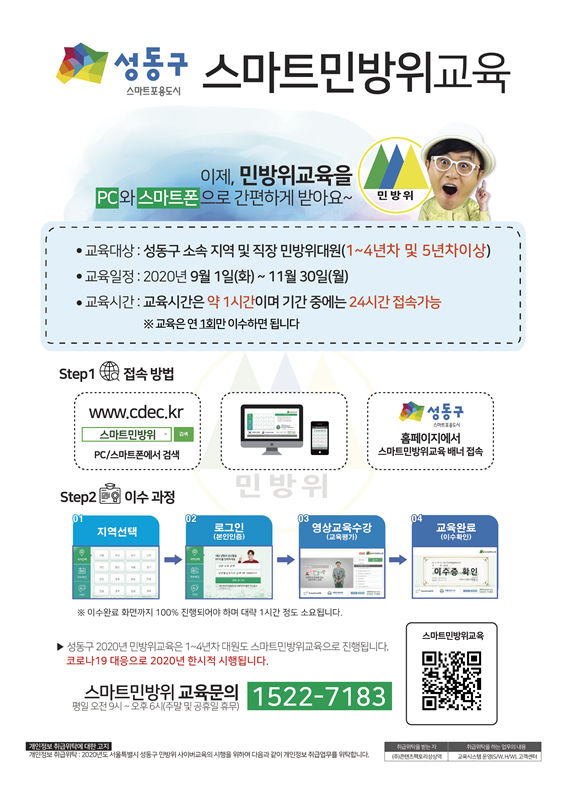 성동구
스마트포용도시
스마트민방위교육
이제, 민방위교육을
PC와 스마트폰으로 간편하게 받아요~
민방위
• 교육대상 : 성동구 소속 지역 및 직장 민방위대원(1~4년차 및 5년차이상)
• 교육일정 : 2020년 9월 1일(화) ~ 11월 30일(월)
• 교육시간 : 교육시간은 약 1시간이며 기간 중에는 24시간 접속가능
※ 교육은 연 1회만 이수하면 됩니다
Step1 접속 방법
www.cdec.kr
스마트민방위 검색
PC/스마트폰에서 검색
성동구
스마트포용도시
홈페이지에서
스마트민방위교육 배너 접속
민방위
Step2 이수 과정
01
지역선택
02
로그인
(본인인증)
03
영상교육수강
(교육평가)
04
교육완료
(이수확인)
이수증 확인
※ 이수완료 화면까지 100% 진행되어야 하며 대략 1시간 정도 소요됩니다.
▶ 성동구 2020년 민방위교육은 1~4년차 대원도 스마트민방위교육으로 진행됩니다.
코로나19 대응으로 2020년 한시적 시행됩니다.
스마트민방위교육
스마트민방위 교육문의 1522-7183
평일 오전 9시 ~ 오후 6시(주말 및 공휴일 휴무)
개인정보 취급위탁에 대한 고지
개인정보 취급위탁 : 2020년도 서울특별시 성동구 민방위 사이버교육의 시행을 위하여 다음과 같이 개인정보 취급업무를 위탁합니다.
취급위탁을 받는 자 취급위탁을 하는 업무의 내용
(주)콘텐츠팩토리상상역 교육시스템 운영(S/W, H/W), 고객센터